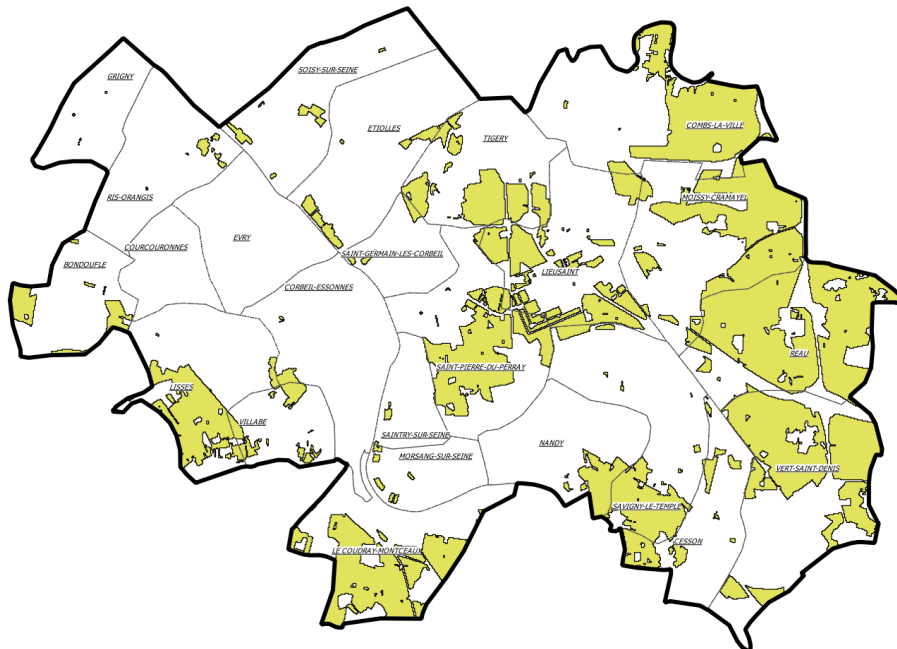 SOISY-SUR-SEINE
GRIGNY
COMBS-LA-VILLE
ETIOLLES
TIGERY
RIS-ORANGIS
MOISSY-CRAMAYEL
EVRY
COURCOURONNES
SAINT-GERMAIN-LES-CORBEIL
BONDOUFLE
LIEUSAINT
CORBEIL-ESSONNES
REAU
SAINT-PIERRE-DU-PERRAY
LISSES
VILLABE
SAINTRY-SUR-SEINE
NANDY
MORSANG-SUR-SEINE
VERT-SAINT-DENIS
SAVIGNY-LE-TEMPLE
CESSON
LE COUDRAY-MONTCEAUX